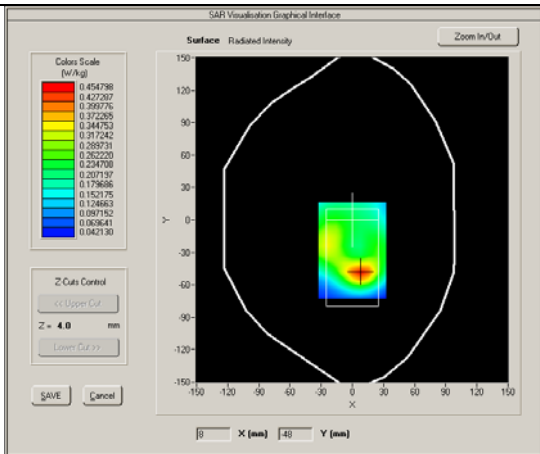 SAR Visualisation Graphical Interface
Surface Radiated Intensity
Zoom In/Out
Colors Scale
(W/kg)
0.454798
0.427287
0.399776
0.372265
0.344753
0.317242
0.289731
0.262220
0.234708
0.207197
0.179686
0.152175
0.124663
0.097152
0.069641
0.042130
150-
120-
90-
60-
30-
0-
-30-
-60-
-90-
-120-
-150-
Y
-150 -120 -90 -60 -30 0 30 60 90 120 150
X
Z Cuts Control
<< Upper Cut
Z = 4.0 mm
Lower Cut >>
SAVE Cancel
8 X (mm) -48 Y (mm)